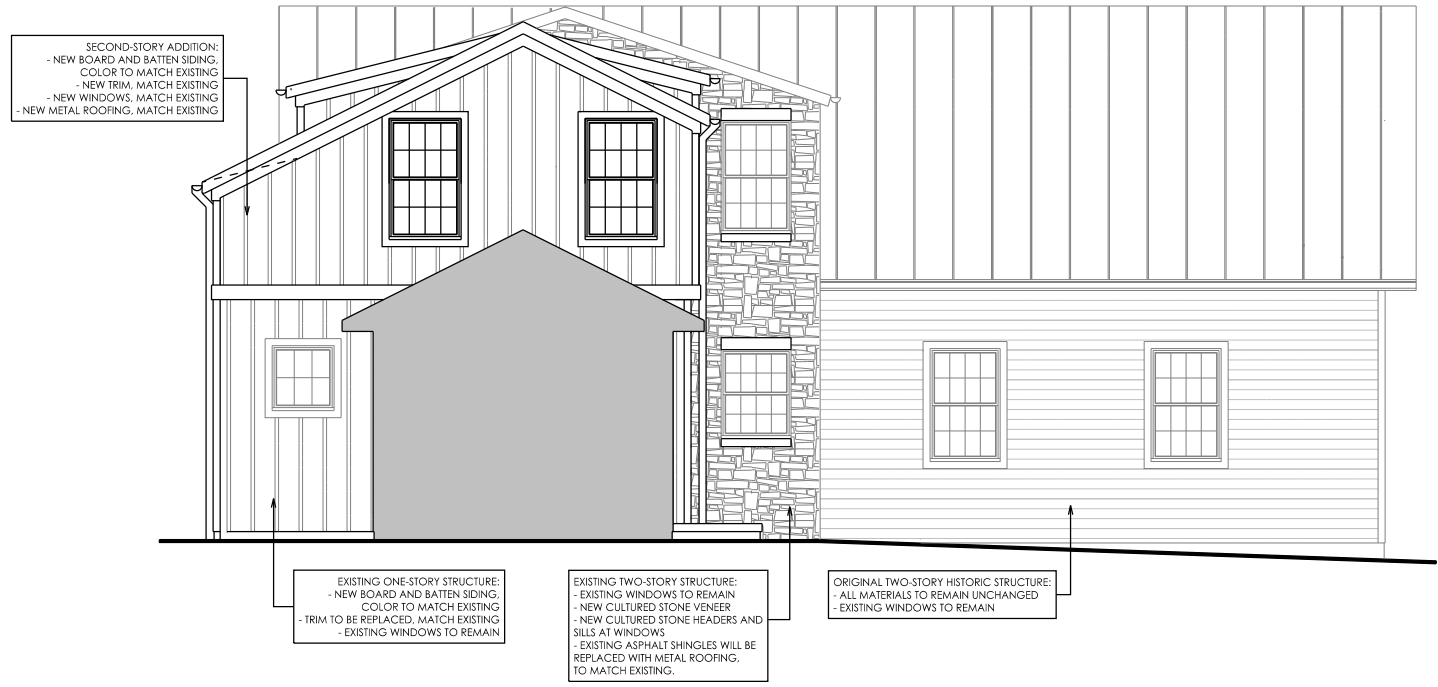 SECOND-STORY ADDITION:
- NEW BOARD AND BATTEN SIDING,
COLOR TO MATCH EXISTING
- NEW TRIM, MATCH EXISTING
- NEW WINDOWS, MATCH EXISTING
- NEW METAL ROOFING, MATCH EXISTING
EXISTING ONE-STORY STRUCTURE:
- NEW BOARD AND BATTEN SIDING,
COLOR TO MATCH EXISTING
- TRIM TO BE REPLACED, MATCH EXISTING
- EXISTING WINDOWS TO REMAIN
EXISTING TWO-STORY STRUCTURE:
- EXISTING WINDOWS TO REMAIN
- NEW CULTURED STONE VENEER
- NEW CULTURED STONE HEADERS AND
SILLS AT WINDOWS
- EXISTING ASPHALT SHINGLES WILL BE
REPLACED WITH METAL ROOFING,
TO MATCH EXISTING.
ORIGINAL TWO-STORY HISTORIC STRUCTURE:
- ALL MATERIALS TO REMAIN UNCHANGED
- EXISTING WINDOWS TO REMAIN